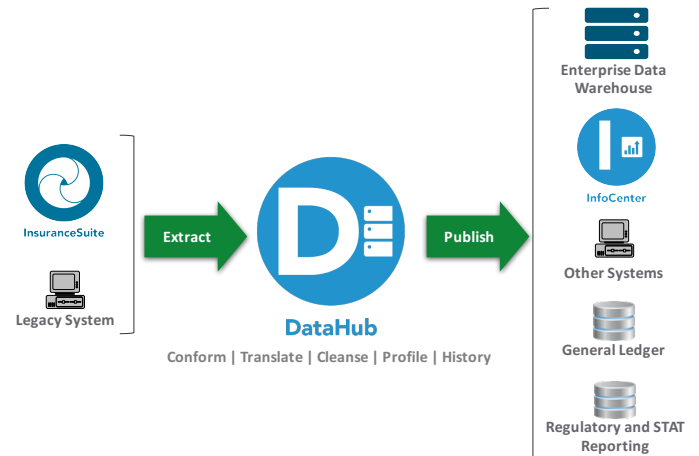 InsuranceSuite
Legacy System
Extract
DataHub
Conform | Translate | Cleanse | Profile | History
Publish
Enterprise Data
Warehouse
InfoCenter
Other Systems
General Ledger
Regulatory and STAT
Reporting